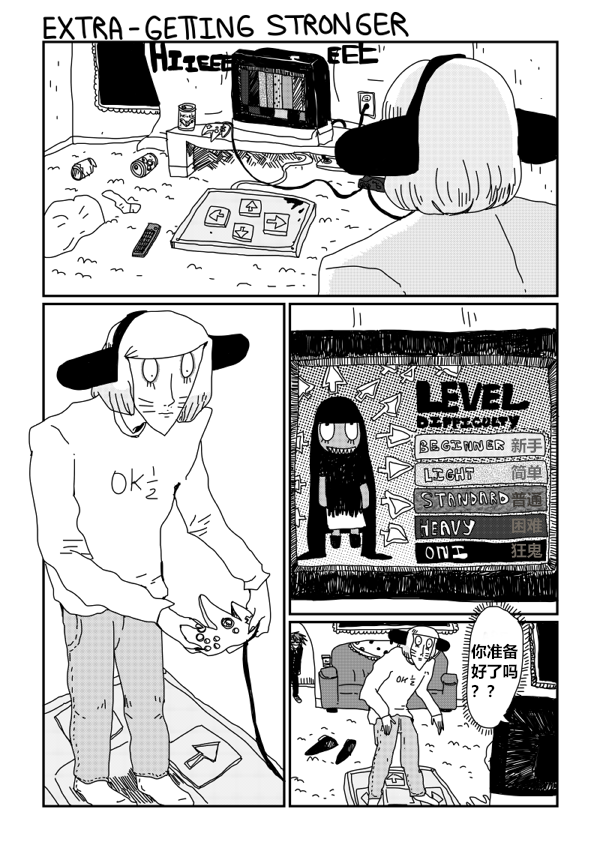 EXTRA-GETTING STRONGER
HIIEEEE EEE
OK½
LEVEL
DIFFICULTY
BEGINNER 新手
LIGHT 简单
STANDARD 普通
HEAVY 困难
ONI 狂鬼
OK½
你准备
好了吗
？？